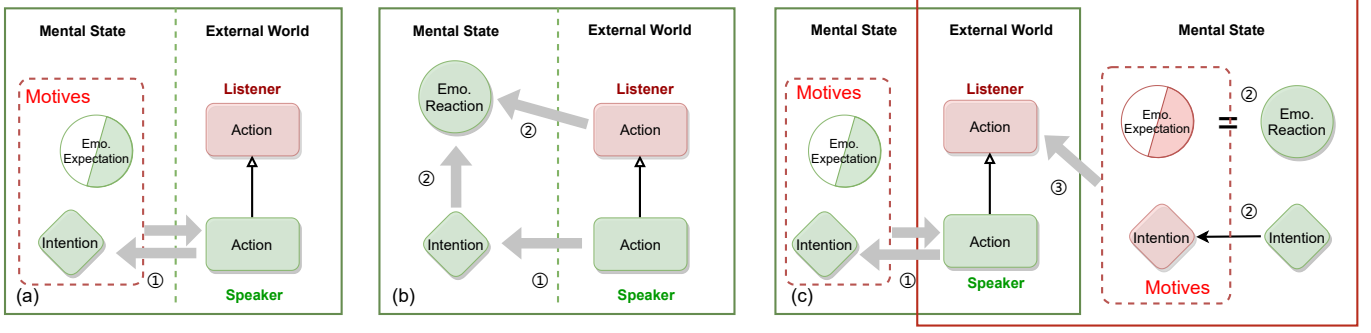 Mental State
External World
Motives
Listener
Action
Emo.
Expectation
Intention
Action
①
Speaker
(a)
Mental State
External World
Emo.
Reaction
Listener
Action
②
②
Intention
Action
①
Speaker
(b)
Mental State
External World
Mental State
Motives
Listener
Action
Emo.
Expectation
Emo.
Expectation
②
=
Emo.
Reaction
③
Intention
Action
①
Intention
②
Intention
Motives
Speaker
(c)